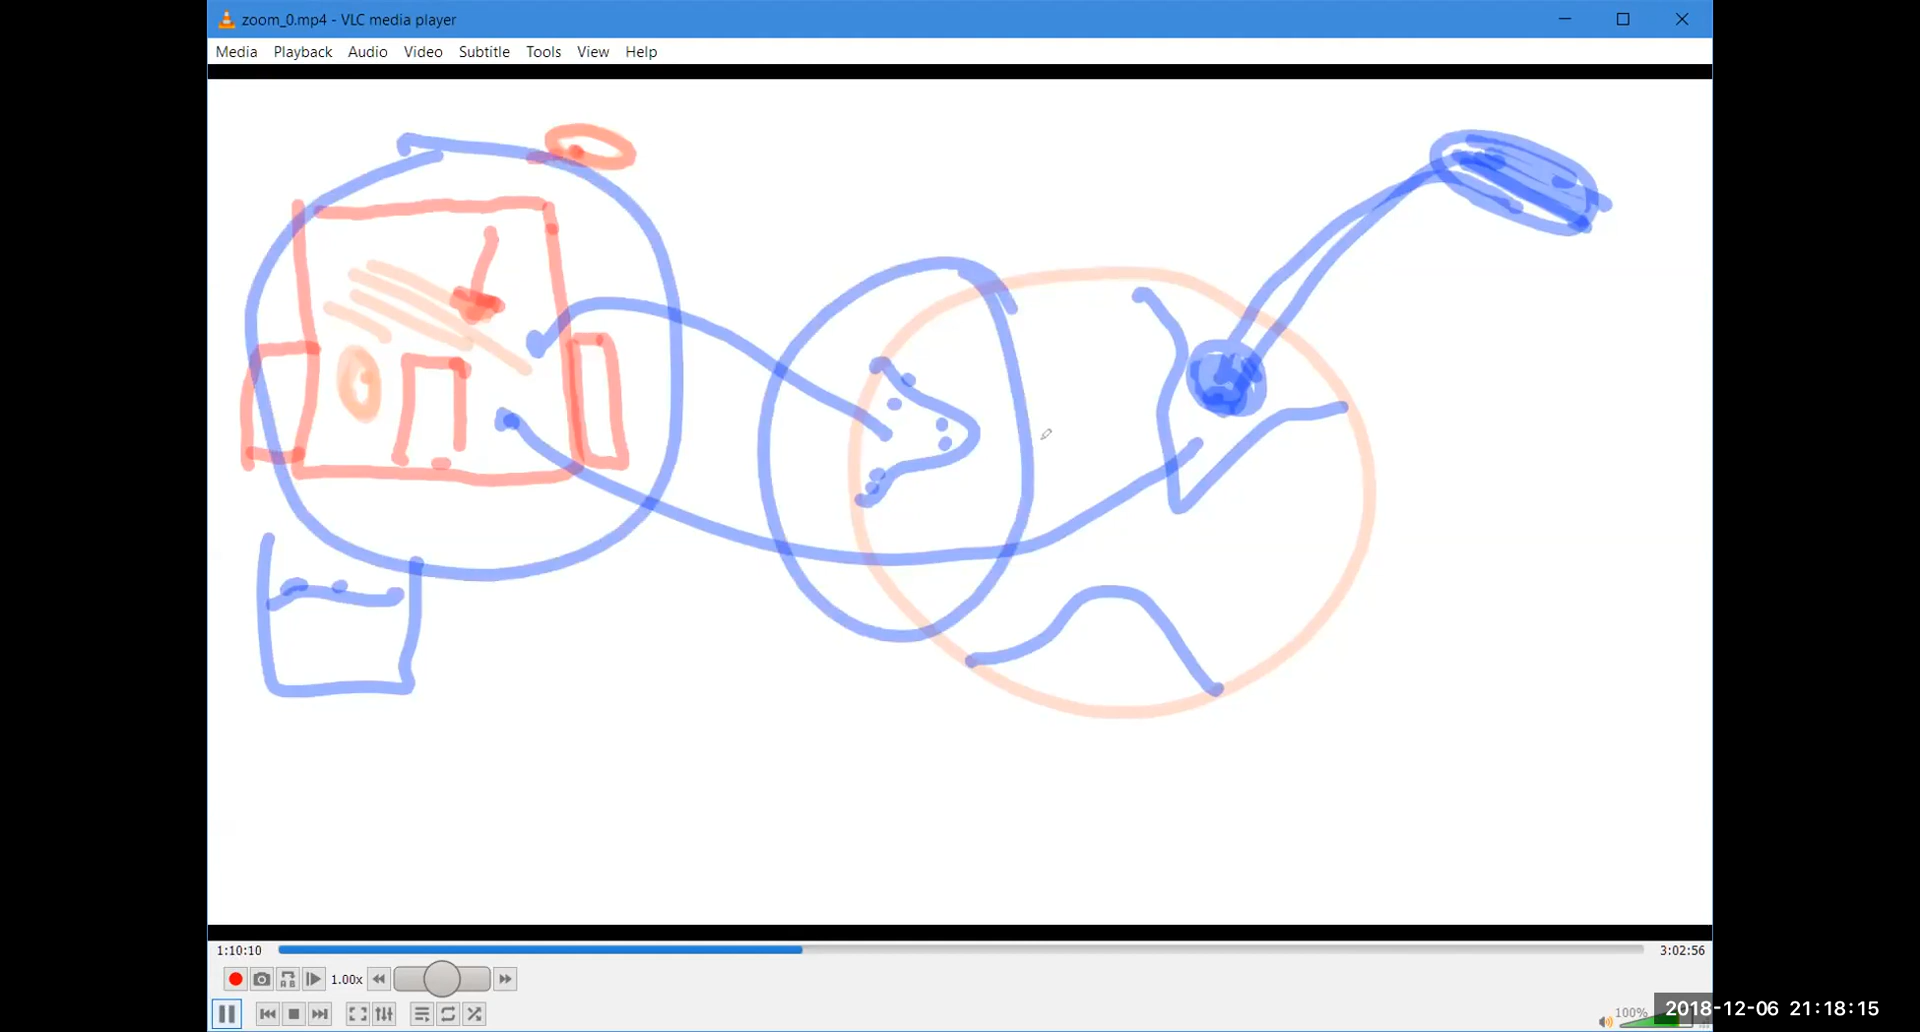 zoom_0.mp4 - VLC media player
Media Playback Audio Video Subtitle Tools View Help
1:10:10 3:02:56
1.00x
100%
2018-12-06 21:18:15